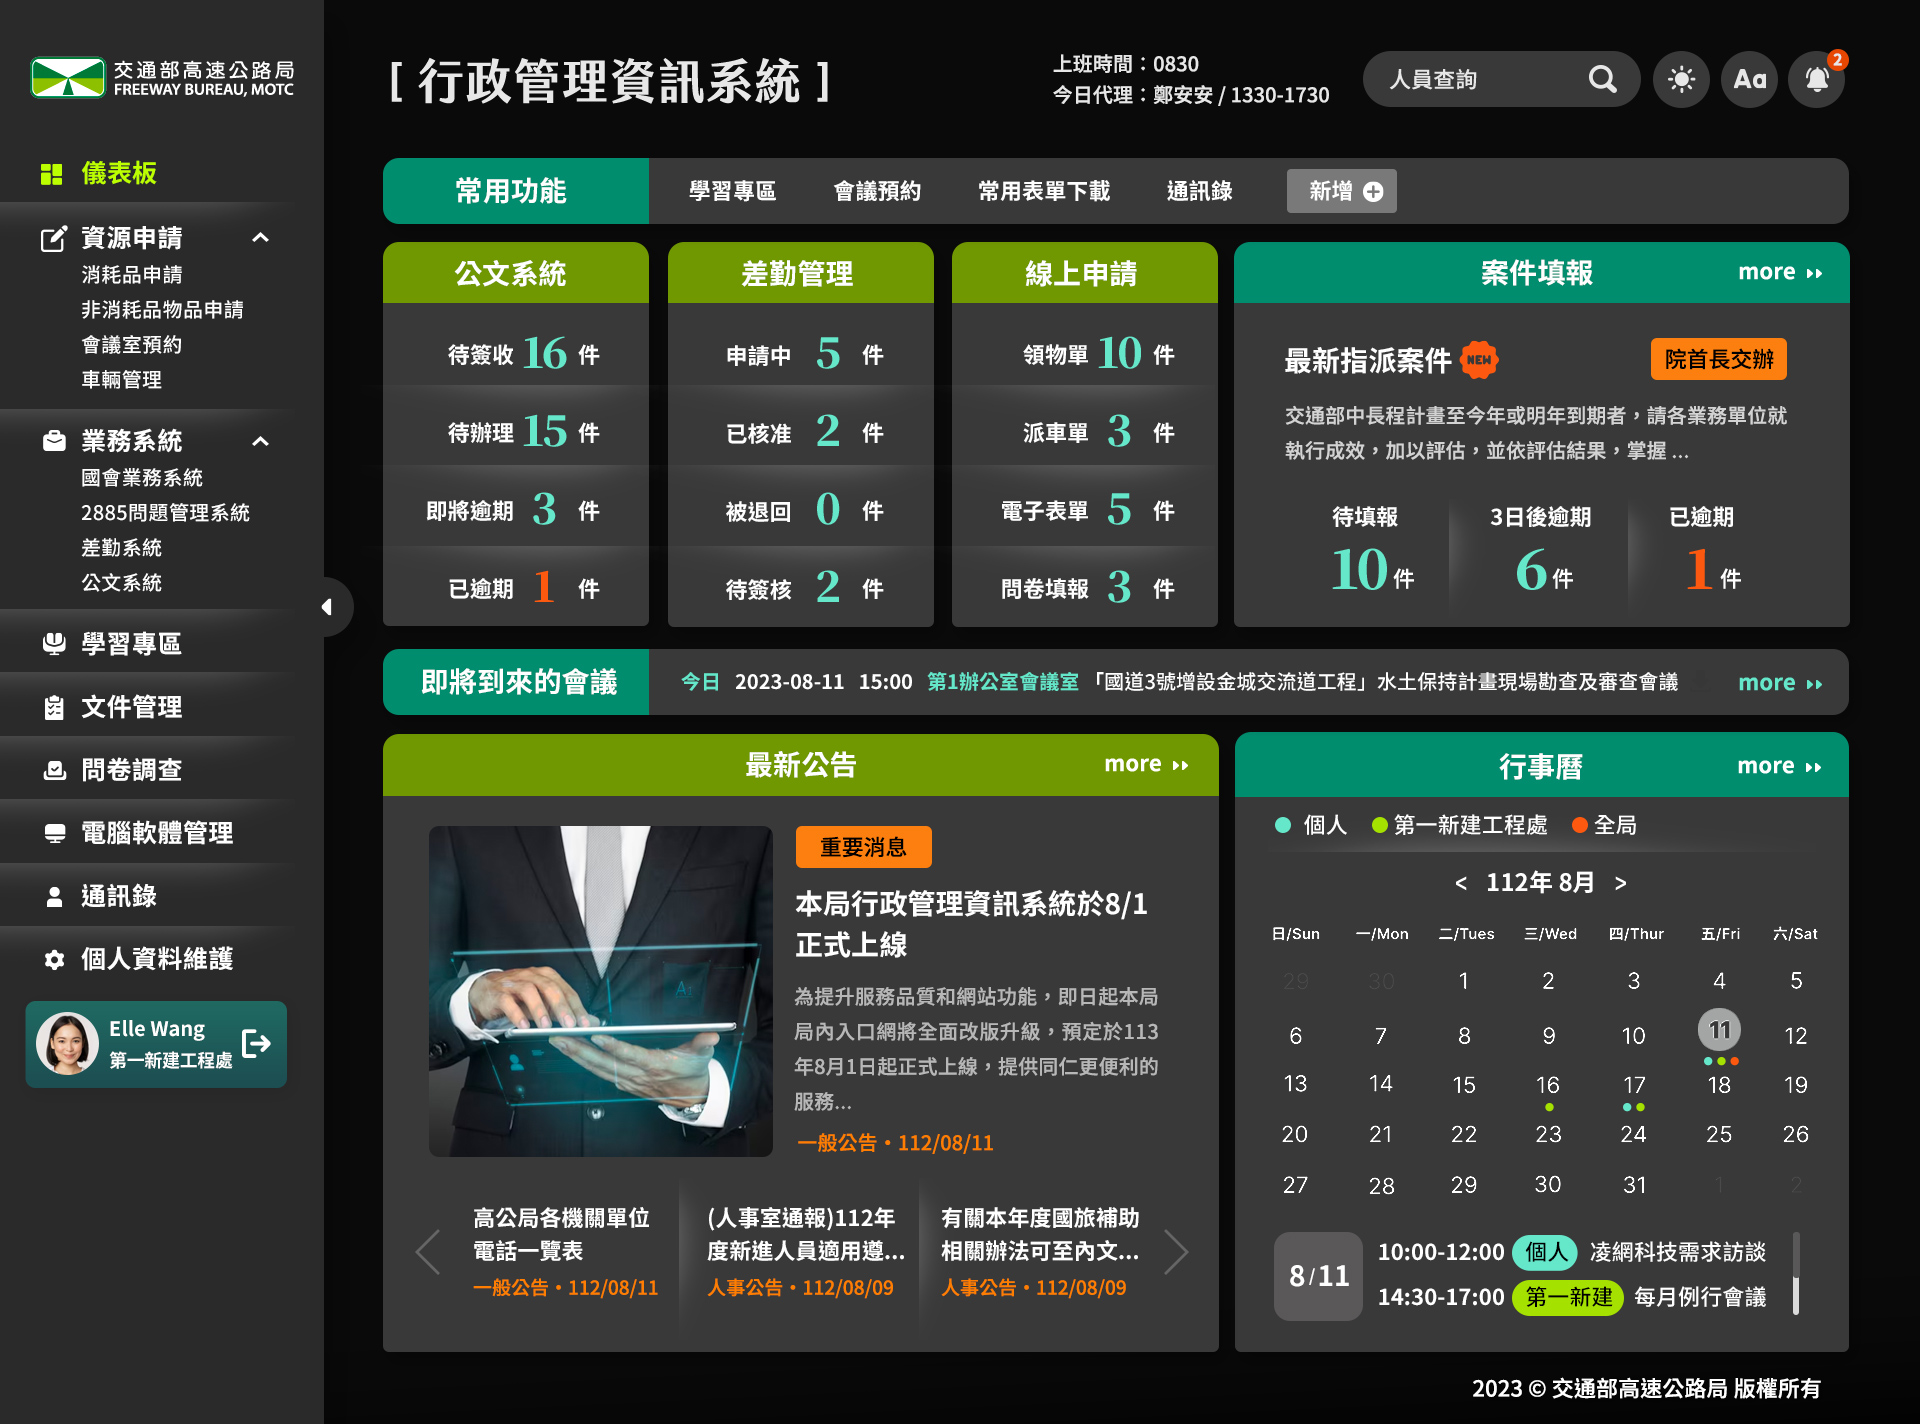 交通部高速公路局
FREEWAY BUREAU, MOTC
儀表板
資源申請
消耗品申請
非消耗品物品申請
會議室預約
車輛管理
業務系統
國會業務系統
2885問題管理系統
差勤系統
公文系統
學習專區
文件管理
問卷調查
電腦軟體管理
通訊錄
個人資料維護
Elle Wang
第一新建工程處
[ 行政管理資訊系統 ]
上班時間：0830
今日代理：鄭安安 / 1330-1730
人員查詢
Aa
2
常用功能 學習專區 會議預約 常用表單下載 通訊錄 新增
公文系統
待簽收 16 件
待辦理 15 件
即將逾期 3 件
已逾期 1 件
差勤管理
申請中 5 件
已核准 2 件
被退回 0 件
待簽核 2 件
線上申請
領物單 10 件
派車單 3 件
電子表單 5 件
問卷填報 3 件
案件填報 more
最新指派案件 NEW 院首長交辦
交通部中長程計畫至今年或明年到期者，請各業務單位就
執行成效，加以評估，並依評估結果，掌握 ...
待填報 3日後逾期 已逾期
10 件 6 件 1 件
即將到來的會議 今日 2023-08-11 15:00 第1辦公室會議室 「國道3號增設金城交流道工程」水土保持計畫現場勘查及審查會議 more
最新公告 more
重要消息
本局行政管理資訊系統於8/1
正式上線
為提升服務品質和網站功能，即日起本局
局內入口網將全面改版升級，預定於113
年8月1日起正式上線，提供同仁更便利的
服務...
一般公告・112/08/11
高公局各機關單位
電話一覽表
一般公告・112/08/11
(人事室通報)112年
度新進人員適用遵...
人事公告・112/08/09
有關本年度國旅補助
相關辦法可至內文...
人事公告・112/08/09
行事曆 more
個人 第一新建工程處 全局
< 112年 8月 >
日/Sun 一/Mon 二/Tues 三/Wed 四/Thur 五/Fri 六/Sat
29 30 1 2 3 4 5
6 7 8 9 10 11 12
13 14 15 16 17 18 19
20 21 22 23 24 25 26
27 28 29 30 31 1 2
8/11
10:00-12:00 個人 凌網科技需求訪談
14:30-17:00 第一新建 每月例行會議
2023 © 交通部高速公路局 版權所有